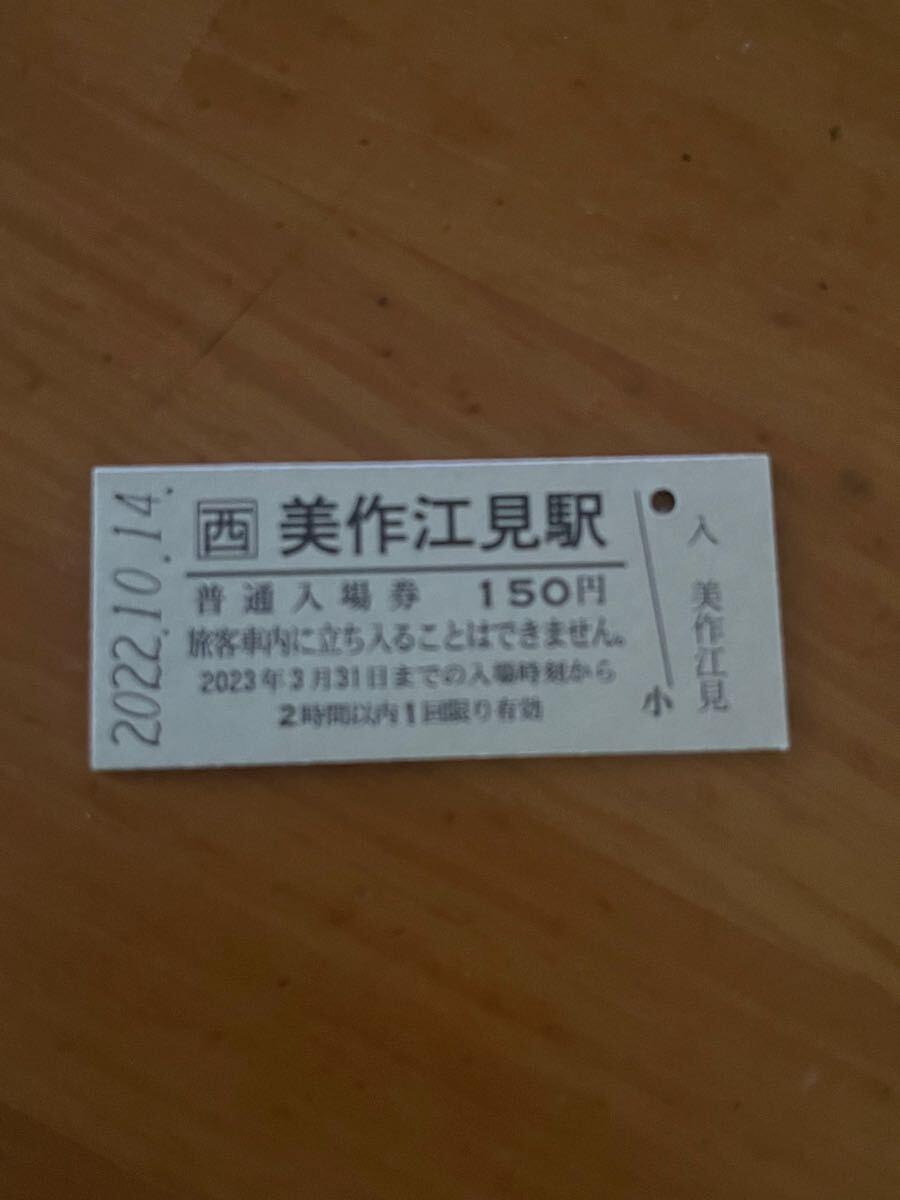 2022.10.14.
西 美作江見駅
普通入場券 150円
旅客車内に立ち入ることはできません。
2023年3月31日までの入場時刻から
2時間以内1回限り有効
小
入
美作江見